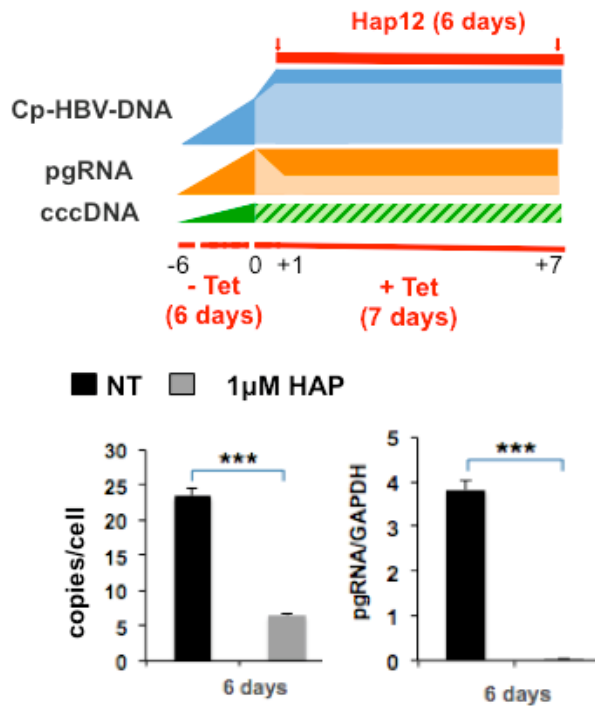 Hap12 (6 days)
Cp-HBV-DNA
pgRNA
cccDNA
-6 0 +1 +7
- Tet
(6 days)
+ Tet
(7 days)
NT 1µM HAP
copies/cell
30
25
20
15
10
5
0
***
6 days
pgRNA/GAPDH
5
4
3
2
1
0
***
6 days